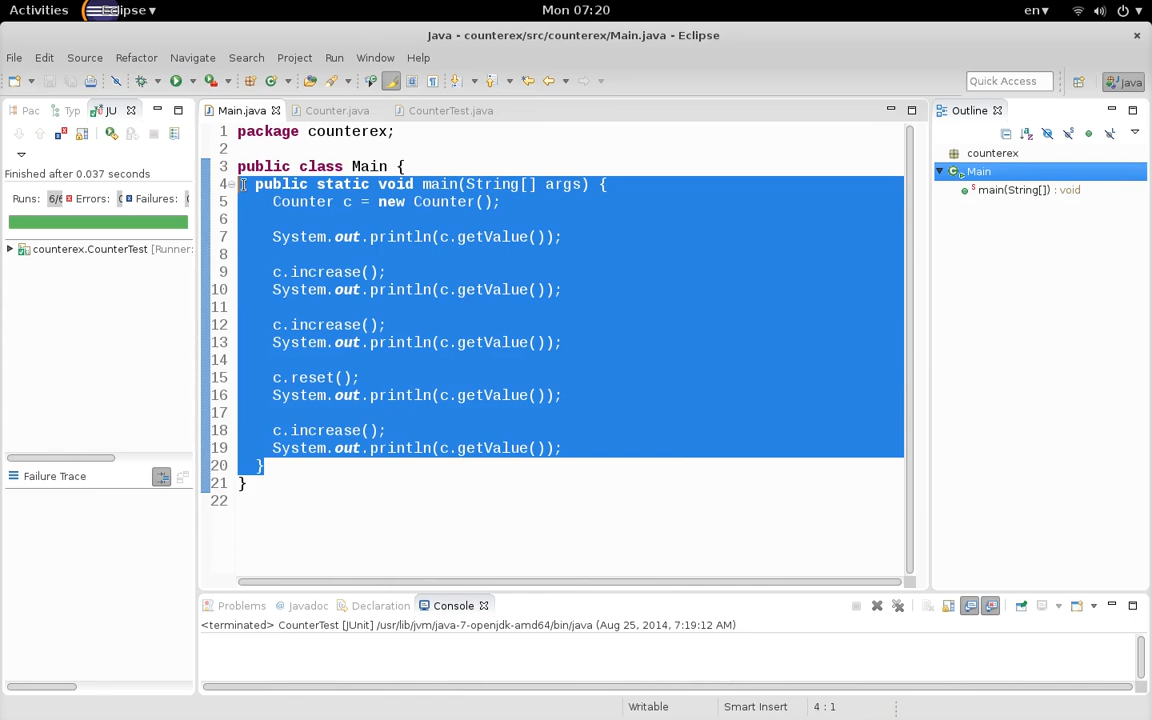 Activities Eclipse ▾ Mon 07:20 en ▾
Java - counterex/src/counterex/Main.java - Eclipse
File Edit Source Refactor Navigate Search Project Run Window Help
Quick Access Java
Pac Typ JU Main.java Counter.java CounterTest.java Outline
Finished after 0.037 seconds
Runs: 6/6 Errors: Failures:
counterex.CounterTest [Runner:
Failure Trace
1 package counterex;
2
3 public class Main {
4 public static void main(String[] args) {
5 Counter c = new Counter();
6
7 System.out.println(c.getValue());
8
9 c.increase();
10 System.out.println(c.getValue());
11
12 c.increase();
13 System.out.println(c.getValue());
14
15 c.reset();
16 System.out.println(c.getValue());
17
18 c.increase();
19 System.out.println(c.getValue());
20 }
21 }
22
counterex
Main
main(String[]) : void
Problems Javadoc Declaration Console
<terminated> CounterTest [JUnit] /usr/lib/jvm/java-7-openjdk-amd64/bin/java (Aug 25, 2014, 7:19:12 AM)
Writable Smart Insert 4 : 1